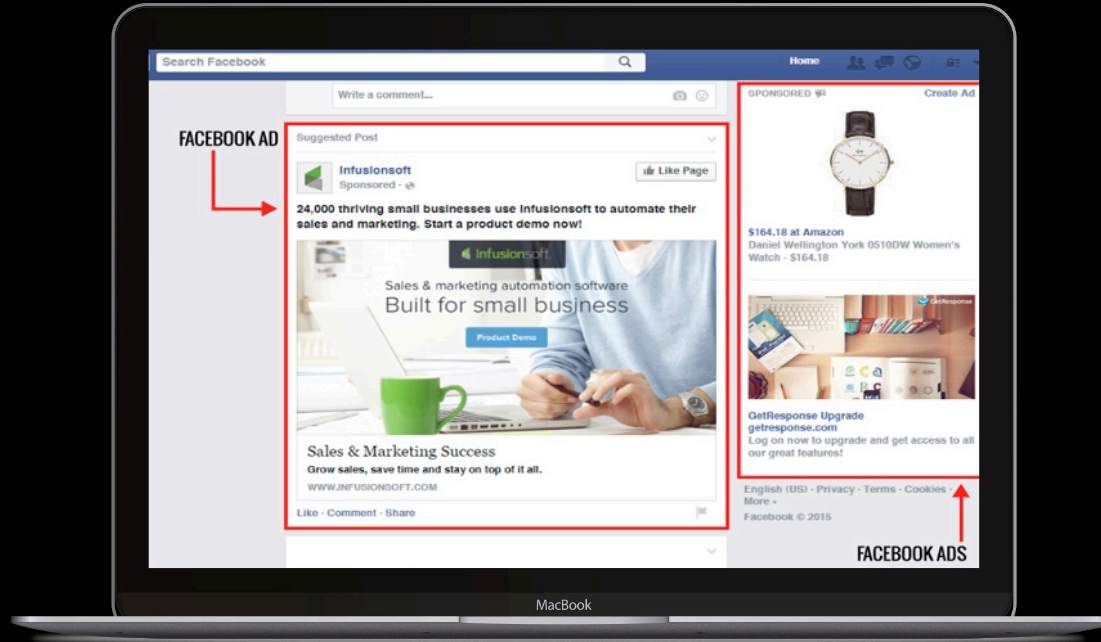 Search Facebook
Home
Write a comment...
SPONSORED
Create Ad
FACEBOOK AD
Suggested Post
Infusionsoft
Sponsored ·
Like Page
24,000 thriving small businesses use Infusionsoft to automate their
sales and marketing. Start a product demo now!
Infusionsoft.
Sales & marketing automation software
Built for small business
Product Demo
Sales & Marketing Success
Grow sales, save time and stay on top of it all.
WWW.INFUSIONSOFT.COM
Like · Comment · Share
$164.18 at Amazon
Daniel Wellington York 0510DW Women's
Watch - $164.18
GetResponse
GetResponse Upgrade
getresponse.com
Log on now to upgrade and get access to all
our great features!
English (US) · Privacy · Terms · Cookies ·
More
Facebook © 2015
FACEBOOK ADS
MacBook